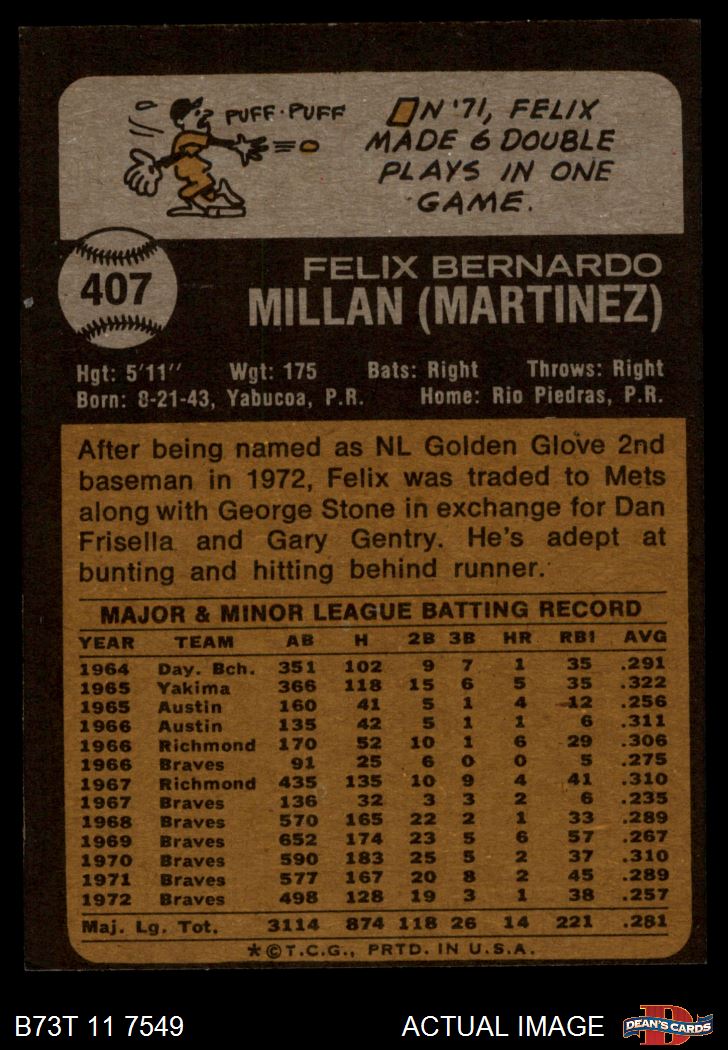 PUFF·PUFF
ON '71, FELIX
MADE 6 DOUBLE
PLAYS IN ONE
GAME.
407
FELIX BERNARDO
MILLAN (MARTINEZ)
Hgt: 5'11" Wgt: 175 Bats: Right Throws: Right
Born: 8-21-43, Yabucoa, P.R. Home: Rio Piedras, P.R.
After being named as NL Golden Glove 2nd
baseman in 1972, Felix was traded to Mets
along with George Stone in exchange for Dan
Frisella and Gary Gentry. He's adept at
bunting and hitting behind runner.
MAJOR & MINOR LEAGUE BATTING RECORD
YEAR TEAM AB H 2B 3B HR RBI AVG
1964 Day. Bch. 351 102 9 7 1 35 .291
1965 Yakima 366 118 15 6 5 35 .322
1965 Austin 160 41 5 1 4 12 .256
1966 Austin 135 42 5 1 1 6 .311
1966 Richmond 170 52 10 1 6 29 .306
1966 Braves 91 25 6 0 0 5 .275
1967 Richmond 435 135 10 9 4 41 .310
1967 Braves 136 32 3 3 2 6 .235
1968 Braves 570 165 22 2 1 33 .289
1969 Braves 652 174 23 5 6 57 .267
1970 Braves 590 183 25 5 2 37 .310
1971 Braves 577 167 20 8 2 45 .289
1972 Braves 498 128 19 3 1 38 .257
Maj. Lg. Tot. 3114 874 118 26 14 221 .281
*©T.C.G., PRTD. IN U.S.A.
B73T 11 7549 ACTUAL IMAGE
DEAN'S CARDS